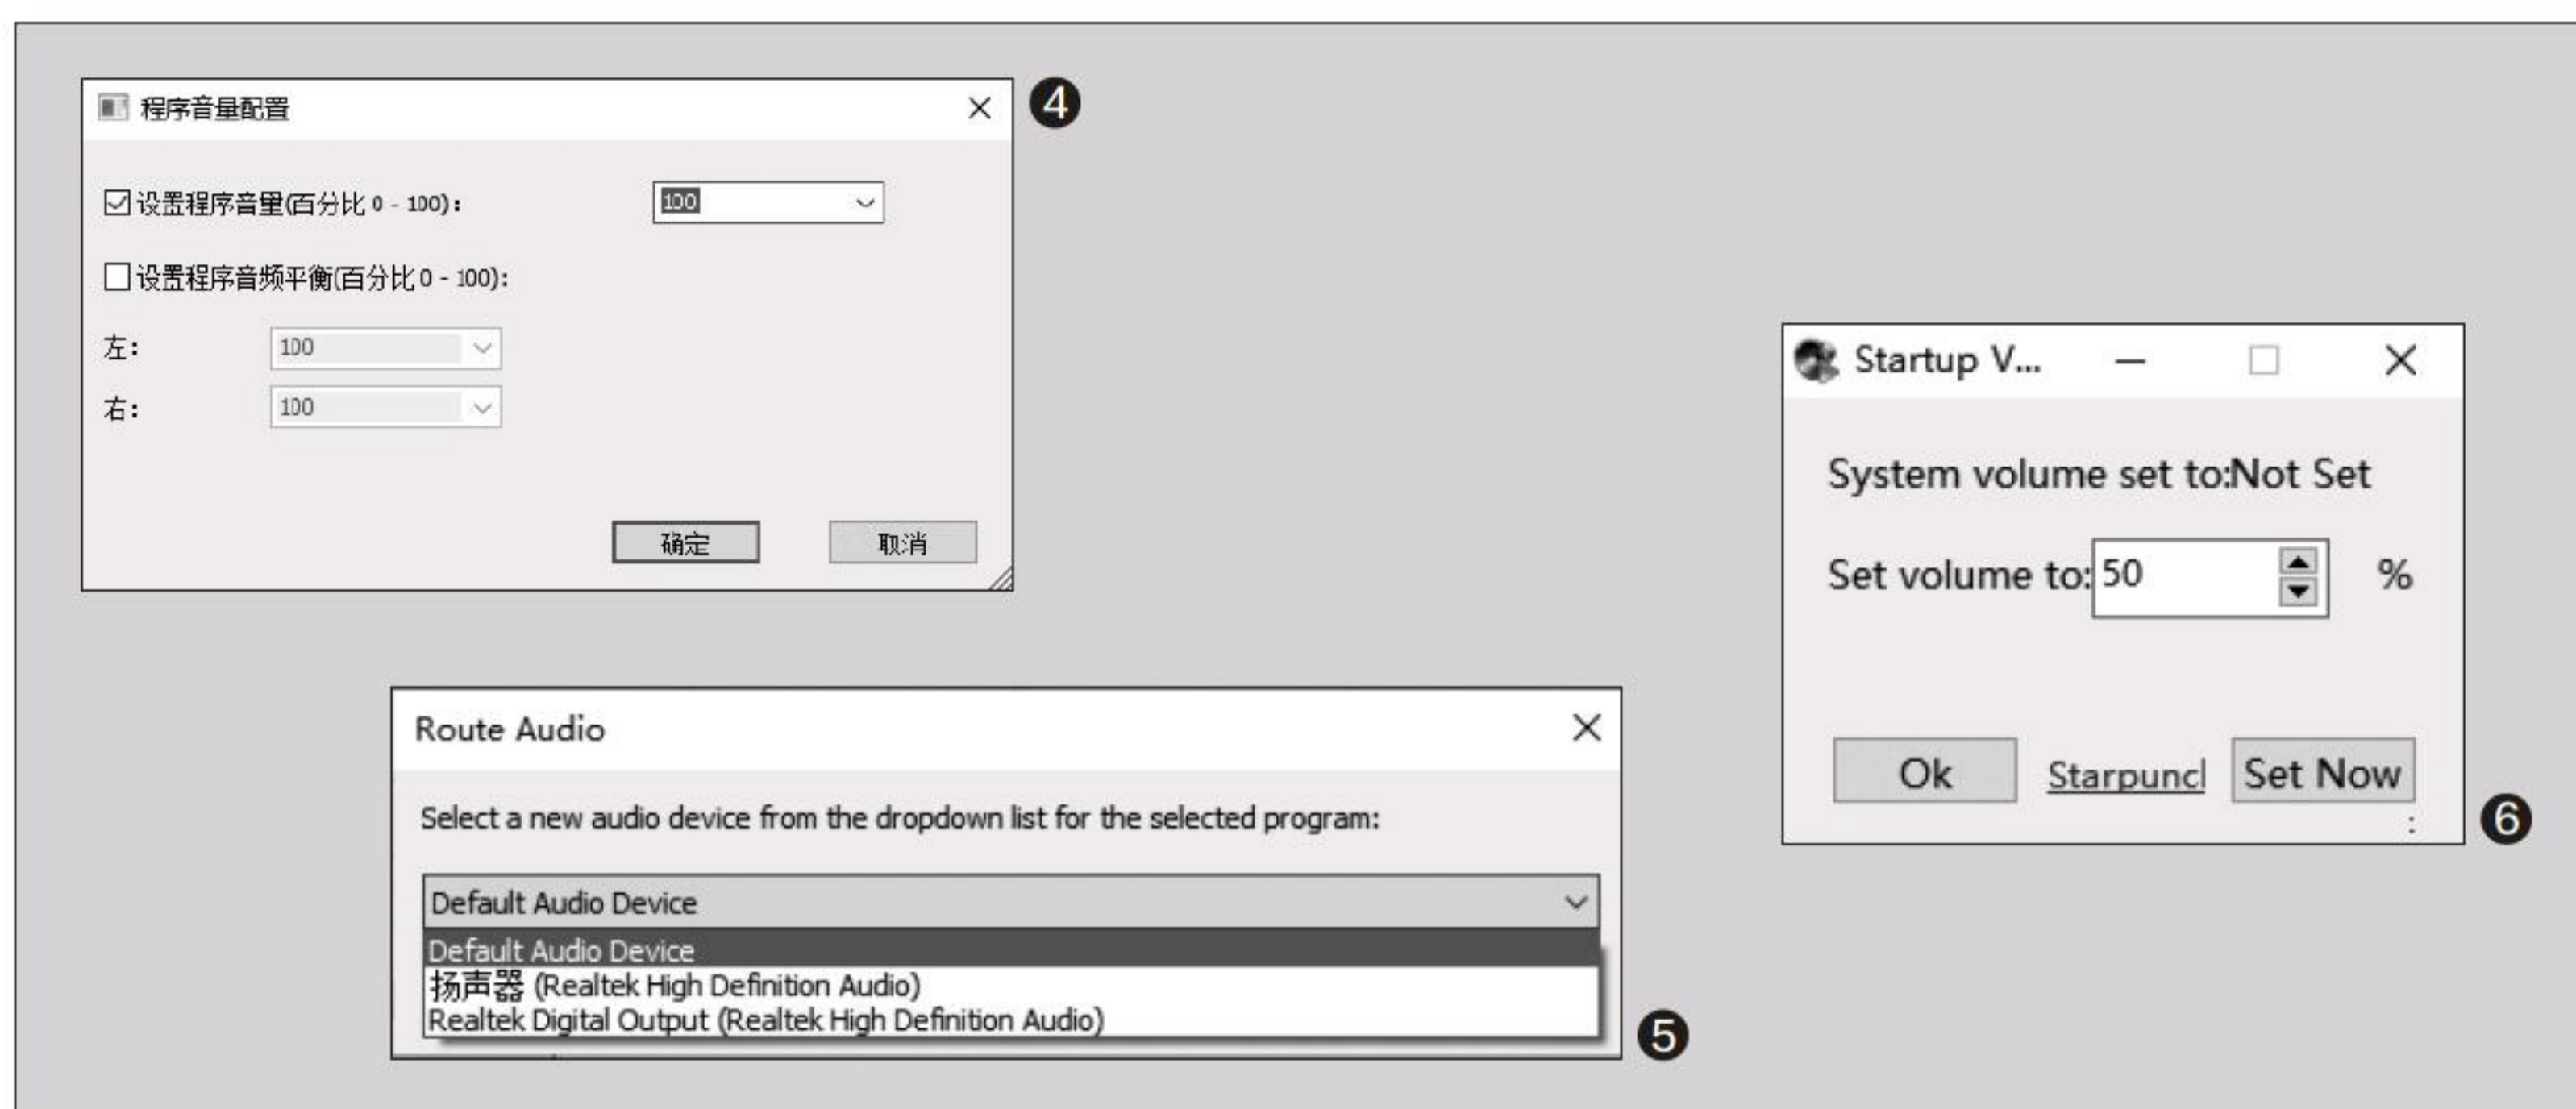 程序音量配置
❹
设置程序音量(百分比 0 - 100):
100
设置程序音频平衡(百分比 0 - 100):
左:
100
右:
100
确定
取消
Startup V...
System volume set to:Not Set
Set volume to:
50
%
Ok
Set Now
❻
Route Audio
Select a new audio device from the dropdown list for the selected program:
Default Audio Device
Default Audio Device
扬声器 (Realtek High Definition Audio)
Realtek Digital Output (Realtek High Definition Audio)
❺